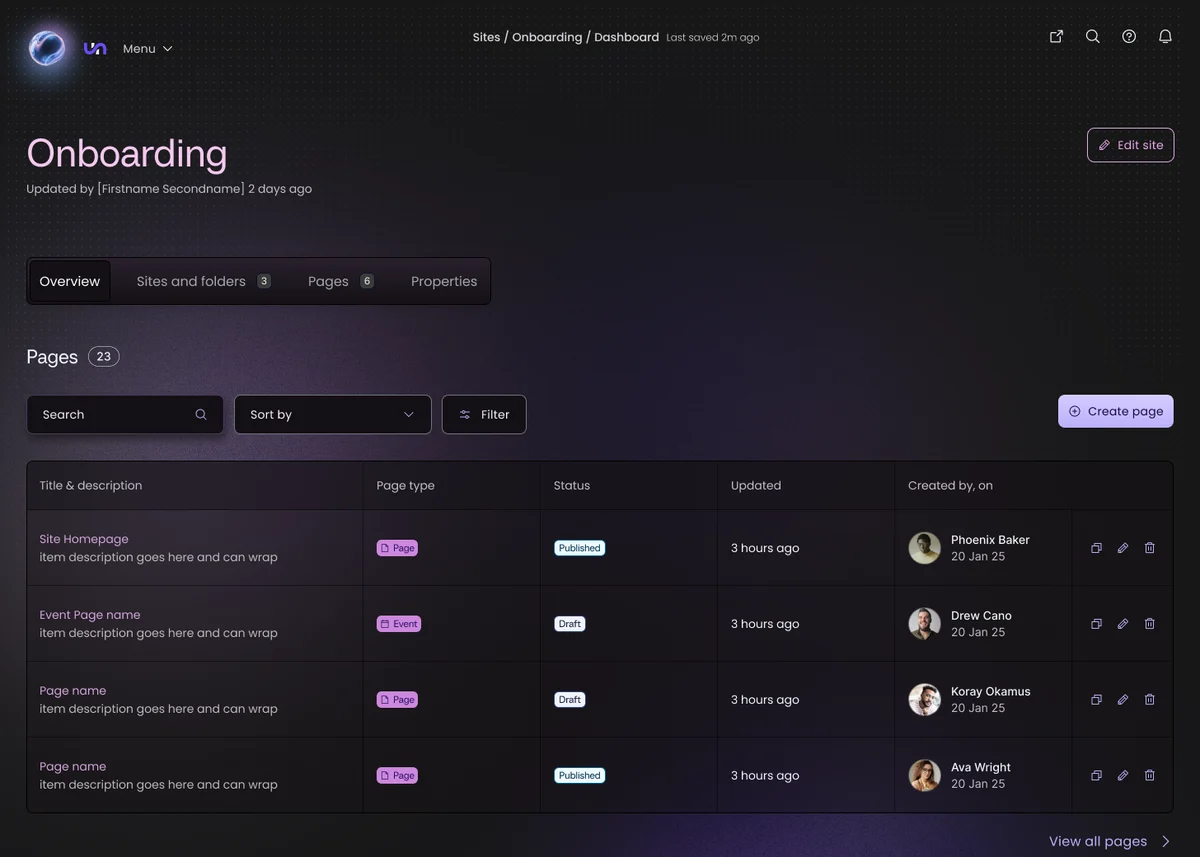 un
Menu
Sites / Onboarding / Dashboard Last saved 2m ago
Onboarding
Edit site
Updated by [Firstname Secondname] 2 days ago
Overview
Sites and folders 3
Pages 6
Properties
Pages 23
Search
Sort by
Filter
Create page
Title & description
Page type
Status
Updated
Created by, on
Site Homepage
item description goes here and can wrap
Page
Published
3 hours ago
Phoenix Baker
20 Jan 25
Event Page name
item description goes here and can wrap
Event
Draft
3 hours ago
Drew Cano
20 Jan 25
Page name
item description goes here and can wrap
Page
Draft
3 hours ago
Koray Okamus
20 Jan 25
Page name
item description goes here and can wrap
Page
Published
3 hours ago
Ava Wright
20 Jan 25
View all pages